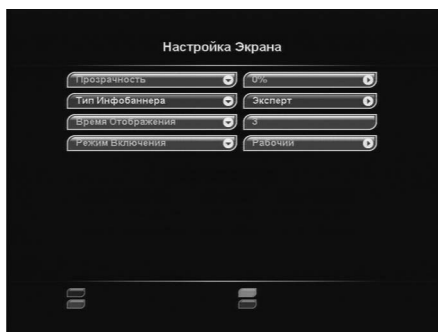 Настройка Экрана
Прозрачность 0%
Тип Инфобаннера Эксперт
Время Отображения 3
Режим Включения Рабочий